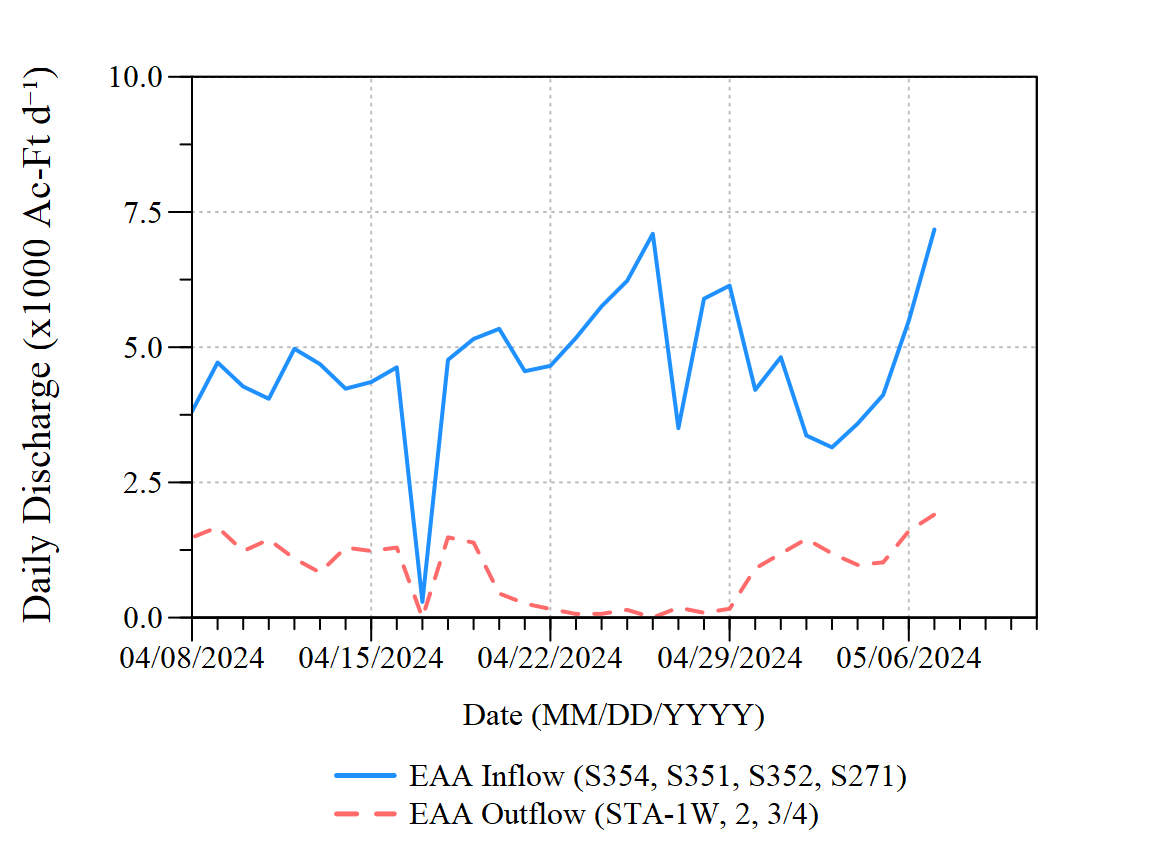 Daily Discharge (x1000 Ac-Ft d⁻¹)
10.0
7.5
5.0
2.5
0.0
04/08/2024 04/15/2024 04/22/2024 04/29/2024 05/06/2024
Date (MM/DD/YYYY)
EAA Inflow (S354, S351, S352, S271)
EAA Outflow (STA-1W, 2, 3/4)